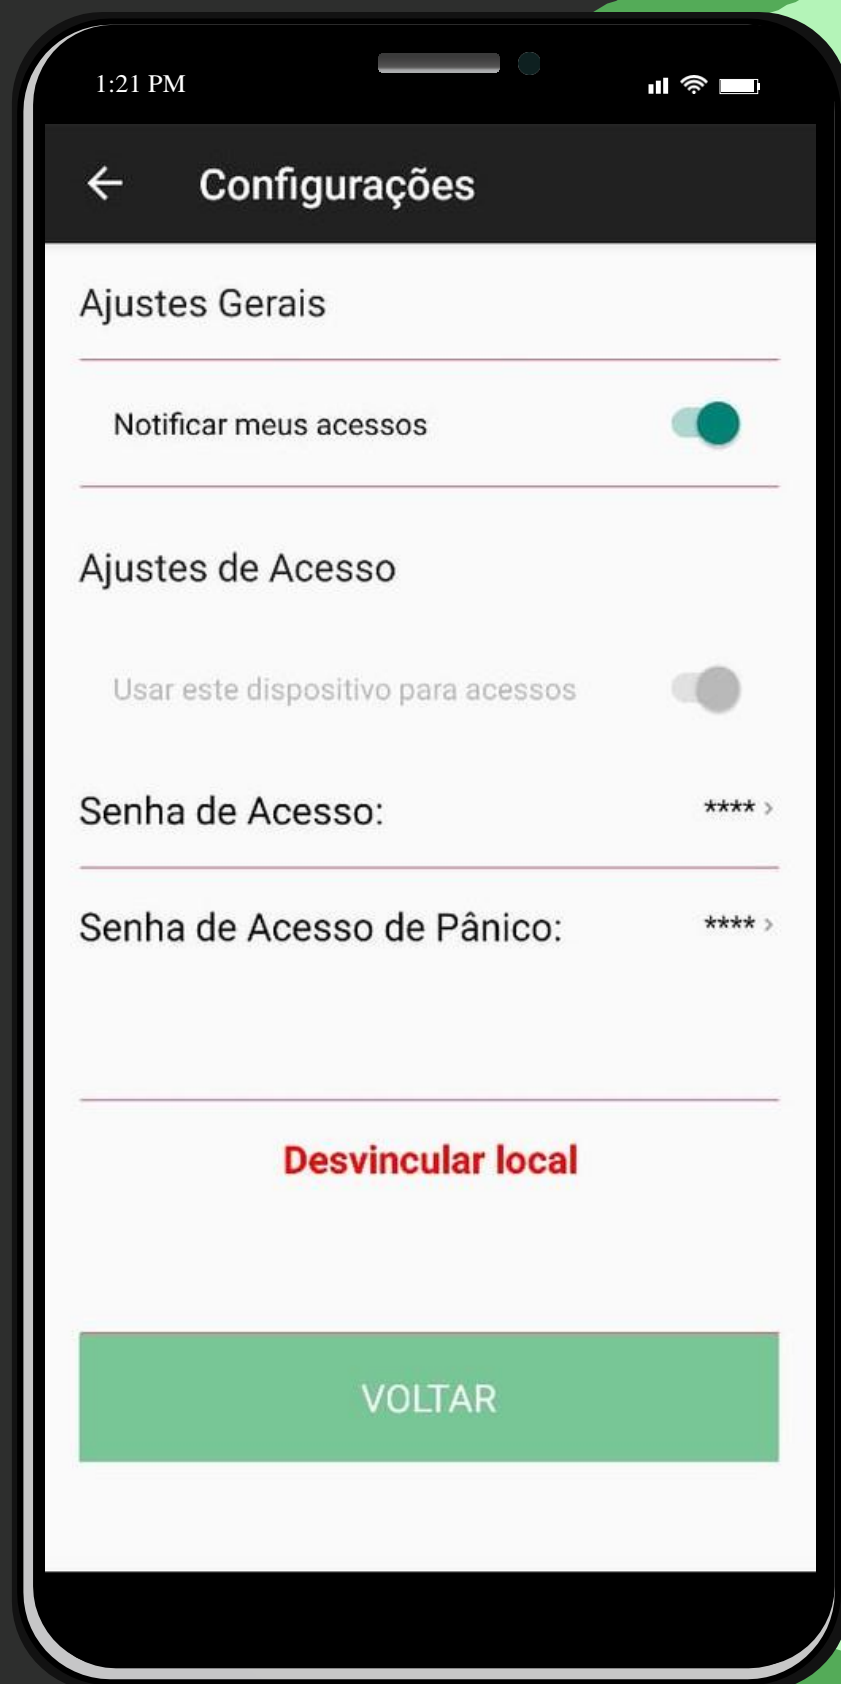 1:21 PM
Configurações
Ajustes Gerais
Notificar meus acessos
Ajustes de Acesso
Usar este dispositivo para acessos
Senha de Acesso: **** ›
Senha de Acesso de Pânico: **** ›
Desvincular local
VOLTAR